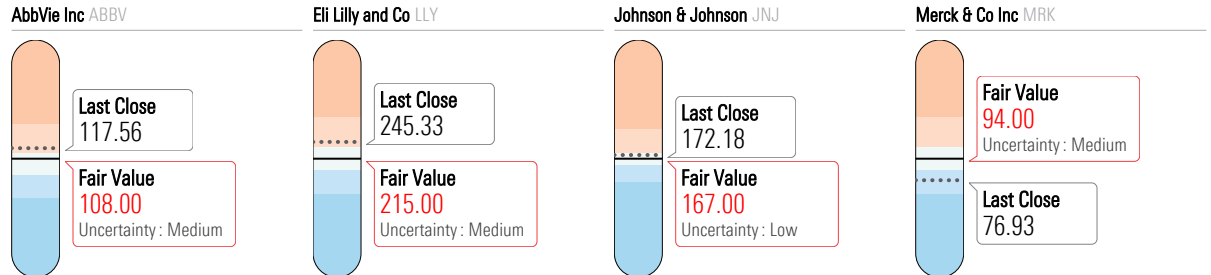 AbbVie Inc ABBV
Last Close
117.56
Fair Value
108.00
Uncertainty : Medium
Eli Lilly and Co LLY
Last Close
245.33
Fair Value
215.00
Uncertainty : Medium
Johnson & Johnson JNJ
Last Close
172.18
Fair Value
167.00
Uncertainty : Low
Merck & Co Inc MRK
Fair Value
94.00
Uncertainty : Medium
Last Close
76.93